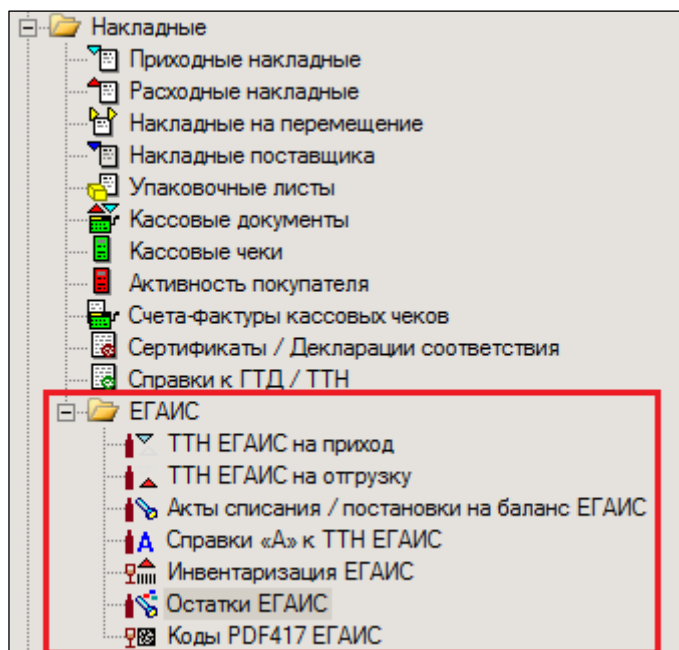 Накладные
Приходные накладные
Расходные накладные
Накладные на перемещение
Накладные поставщика
Упаковочные листы
Кассовые документы
Кассовые чеки
Активность покупателя
Счета-фактуры кассовых чеков
Сертификаты / Декларации соответствия
Справки к ГТД / ТТН
ЕГАИС
ТТН ЕГАИС на приход
ТТН ЕГАИС на отгрузку
Акты списания / постановки на баланс ЕГАИС
Справки «А» к ТТН ЕГАИС
Инвентаризация ЕГАИС
Остатки ЕГАИС
Коды PDF417 ЕГАИС